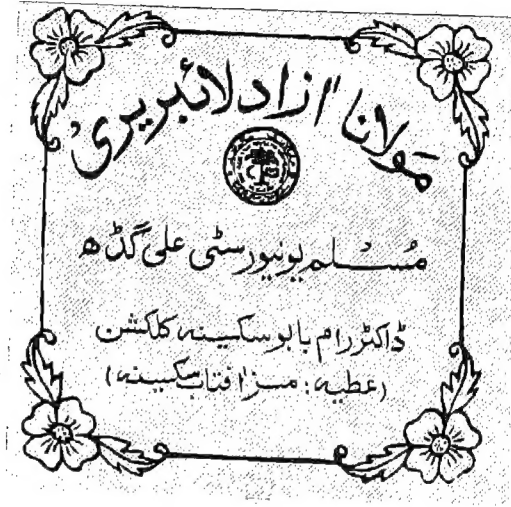 مولانا آزاد لائبریری
مُسلم یونیورسٹی علی گڈھ
ڈاکٹر رام بابو سکسینہ کلکشن
(عطیہ: مسز آفتاب سکسینہ)